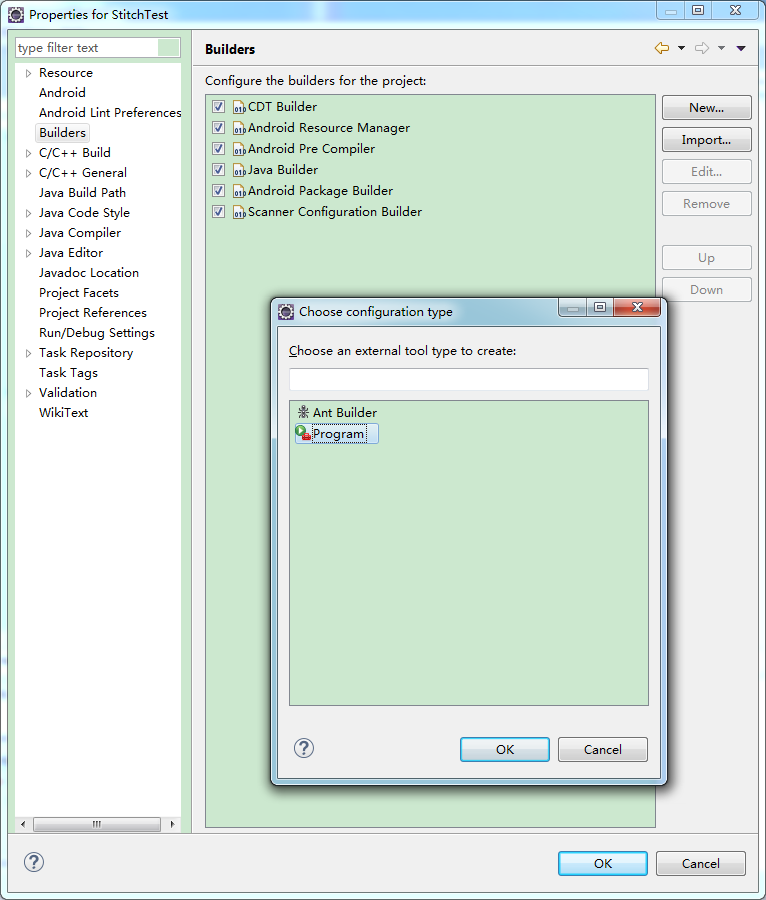 Properties for StitchTest
type filter text
Resource
Android
Android Lint Preferences
Builders
C/C++ Build
C/C++ General
Java Build Path
Java Code Style
Java Compiler
Java Editor
Javadoc Location
Project Facets
Project References
Run/Debug Settings
Task Repository
Task Tags
Validation
WikiText
Builders
Configure the builders for the project:
CDT Builder
Android Resource Manager
Android Pre Compiler
Java Builder
Android Package Builder
Scanner Configuration Builder
New...
Import...
Edit...
Remove
Up
Down
Choose configuration type
Choose an external tool type to create:
Ant Builder
Program
OK
Cancel
OK
Cancel